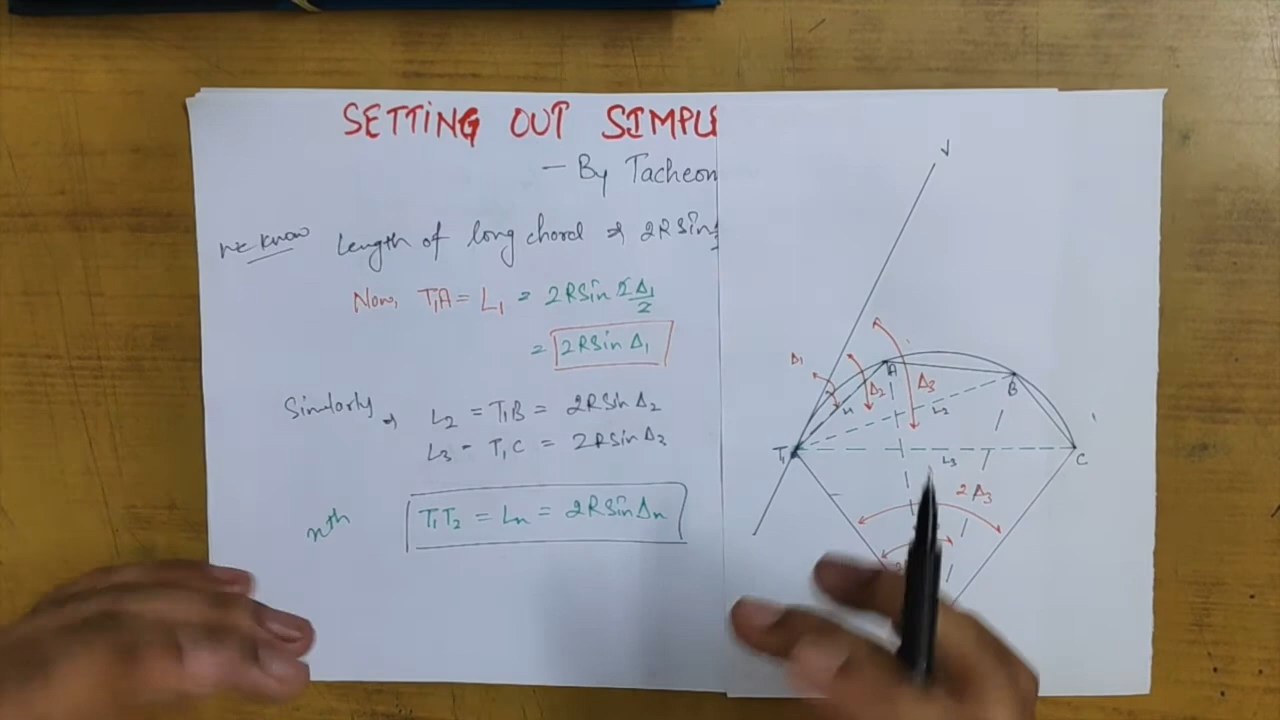 SETTING OUT SIMPLE
- By Tacheon
We know Length of long chord 2R Sin
Now, T₁A = L₁ = 2R Sin 2Δ₁/2
= 2R Sin Δ₁
Similarly, L₂ = T₁B = 2R Sin Δ₂
L₃ = T₁C = 2R Sin Δ₃
nth T₁T₂ = Lₙ = 2R Sin Δₙ
V
Δ₁
A
Δ₂
Δ₃
B
L₂
T₁
C
L₃
2Δ₃